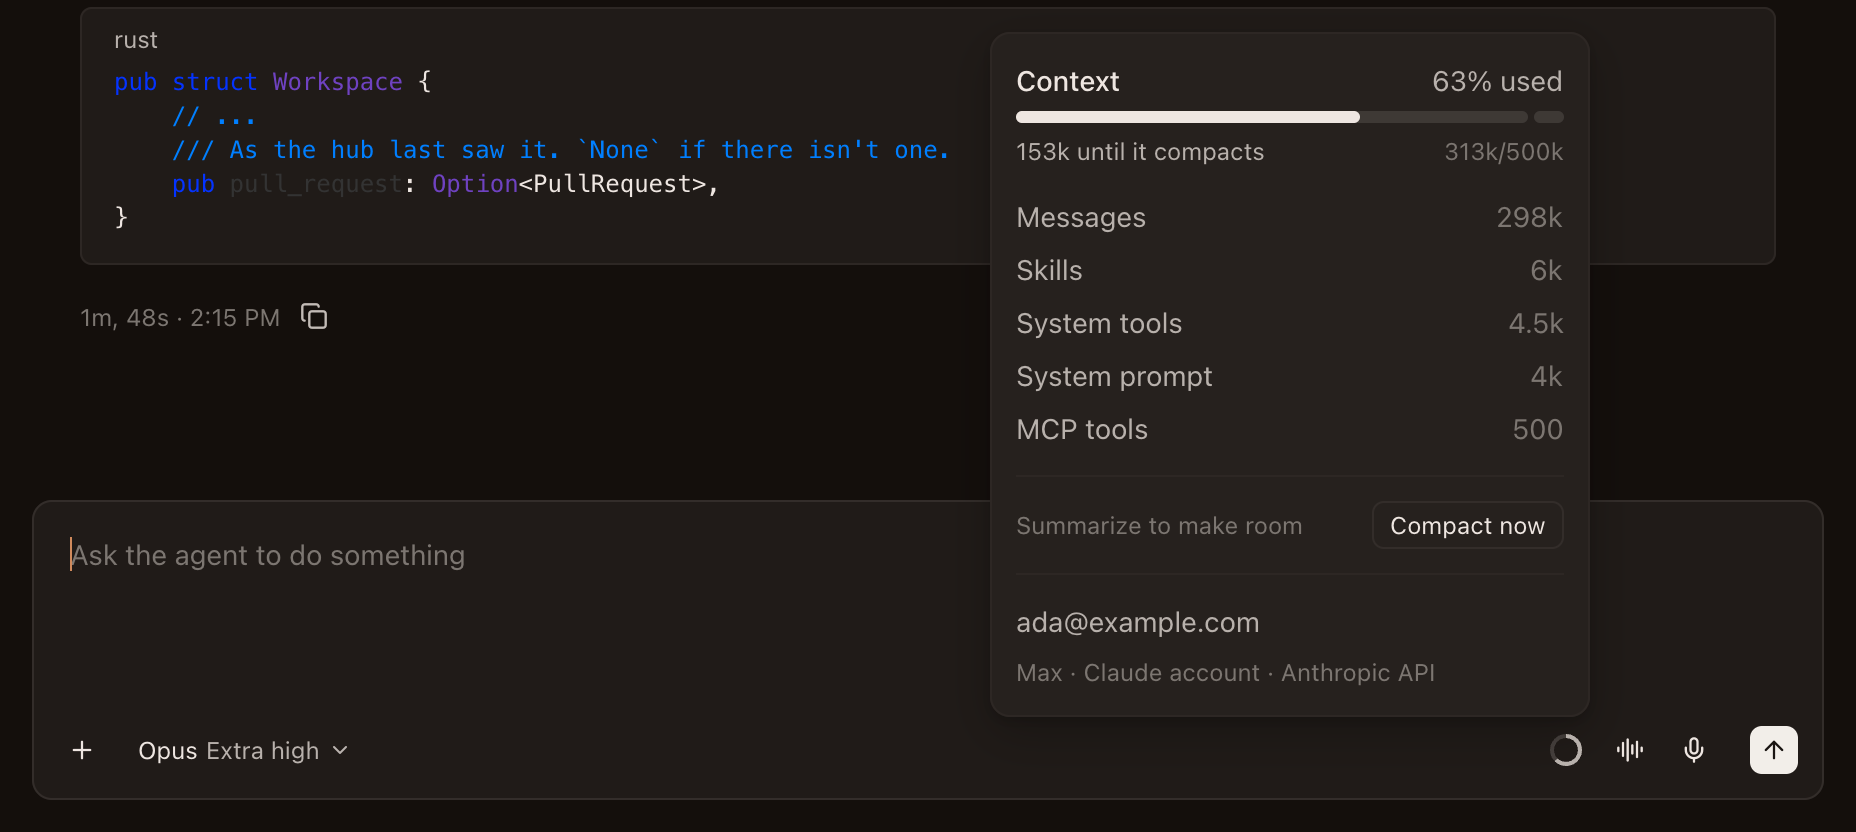 rust
pub struct Workspace {
    // ...
    /// As the hub last saw it. `None` if there isn't one.
    pub pull_request: Option<PullRequest>,
}
1m, 48s · 2:15 PM
Context 63% used
153k until it compacts 313k/500k
Messages 298k
Skills 6k
System tools 4.5k
System prompt 4k
MCP tools 500
Summarize to make room Compact now
ada@example.com
Max · Claude account · Anthropic API
Ask the agent to do something
Opus Extra high